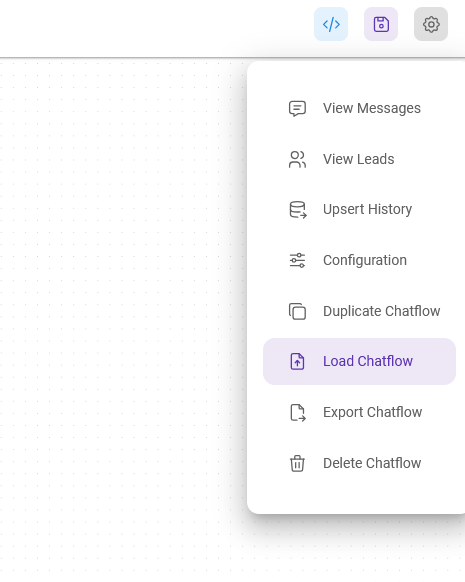 View Messages
View Leads
Upsert History
Configuration
Duplicate Chatflow
Load Chatflow
Export Chatflow
Delete Chatflow